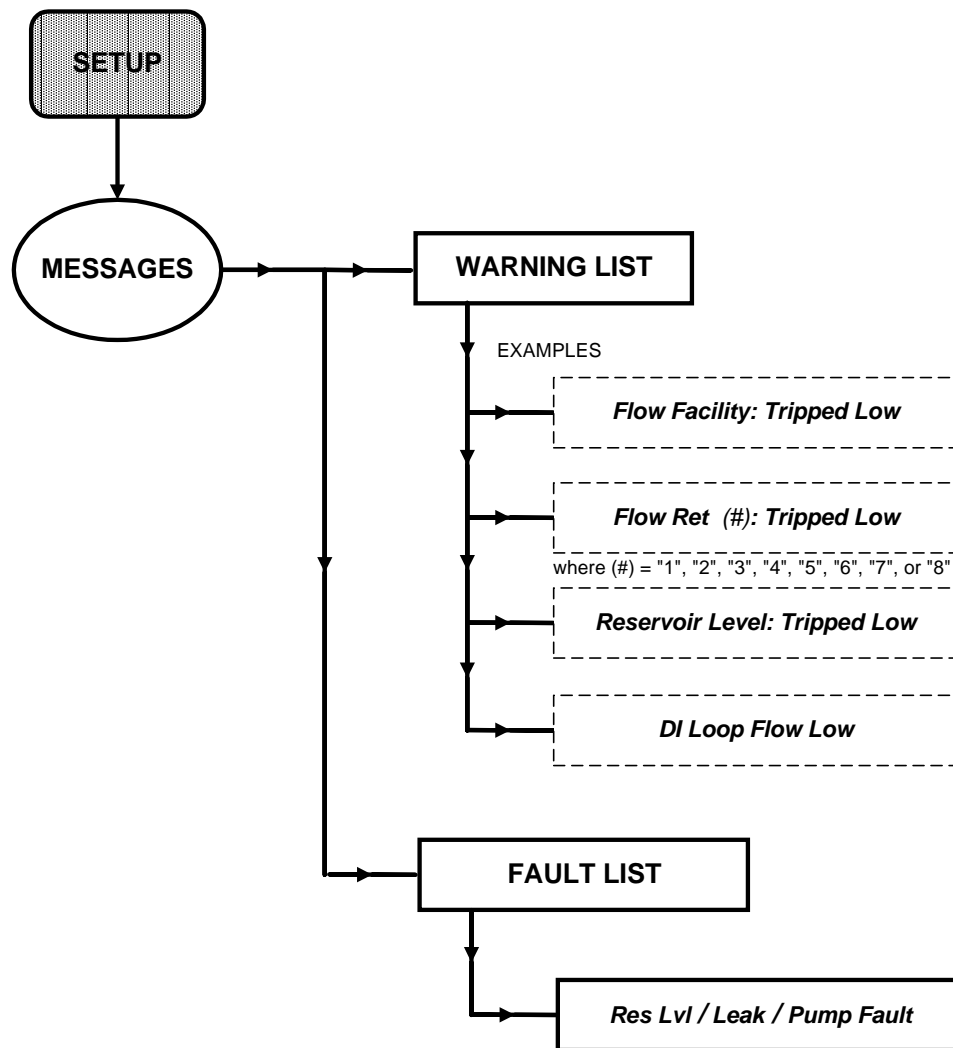 SETUP
MESSAGES
WARNING LIST
EXAMPLES
Flow Facility: Tripped Low
Flow Ret (#): Tripped Low
where (#) = "1", "2", "3", "4", "5", "6", "7", or "8"
Reservoir Level: Tripped Low
DI Loop Flow Low
FAULT LIST
Res Lvl / Leak / Pump Fault